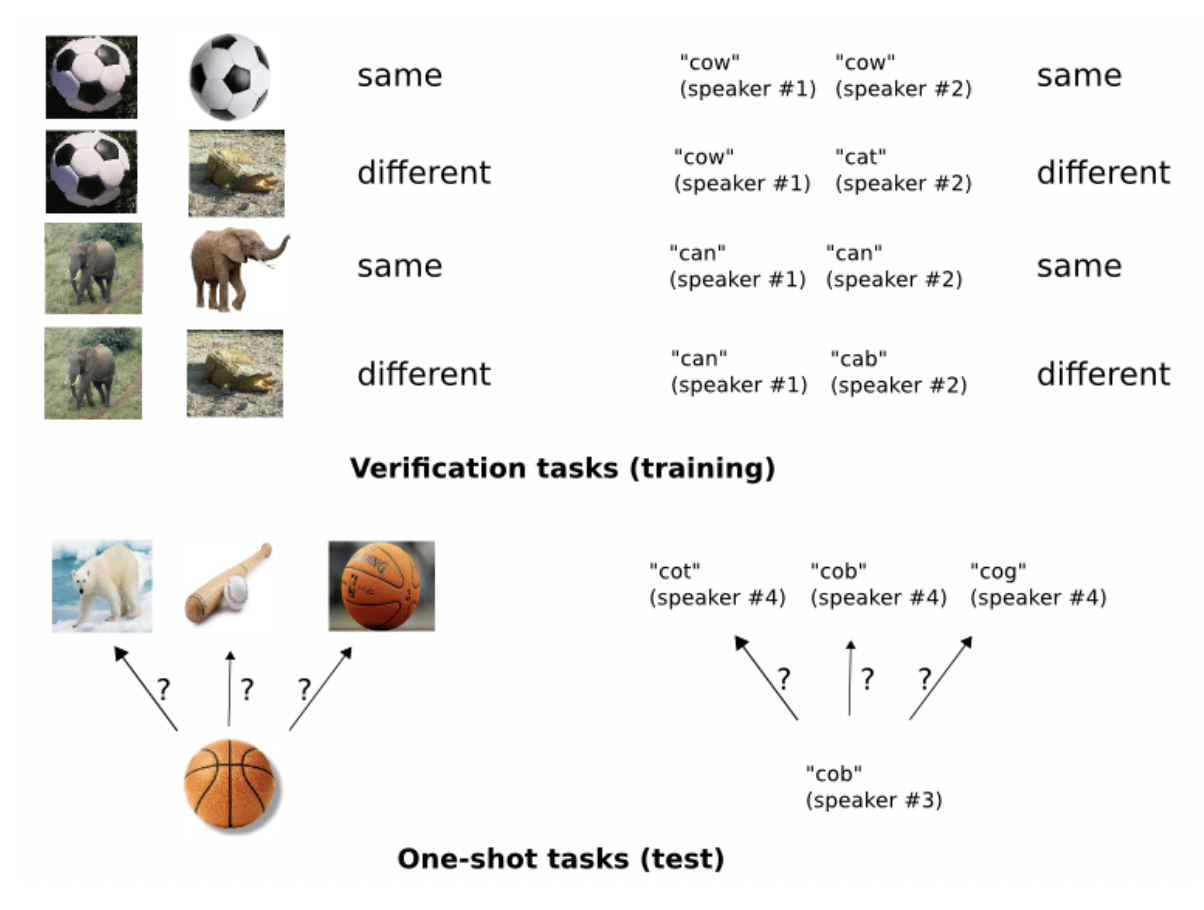 same
"cow" "cow"
(speaker #1) (speaker #2)
same
different
"cow" "cat"
(speaker #1) (speaker #2)
different
same
"can" "can"
(speaker #1) (speaker #2)
same
different
"can" "cab"
(speaker #1) (speaker #2)
different
Verification tasks (training)
"cot" "cob" "cog"
(speaker #4) (speaker #4) (speaker #4)
? ? ?
? ? ?
"cob"
(speaker #3)
One-shot tasks (test)